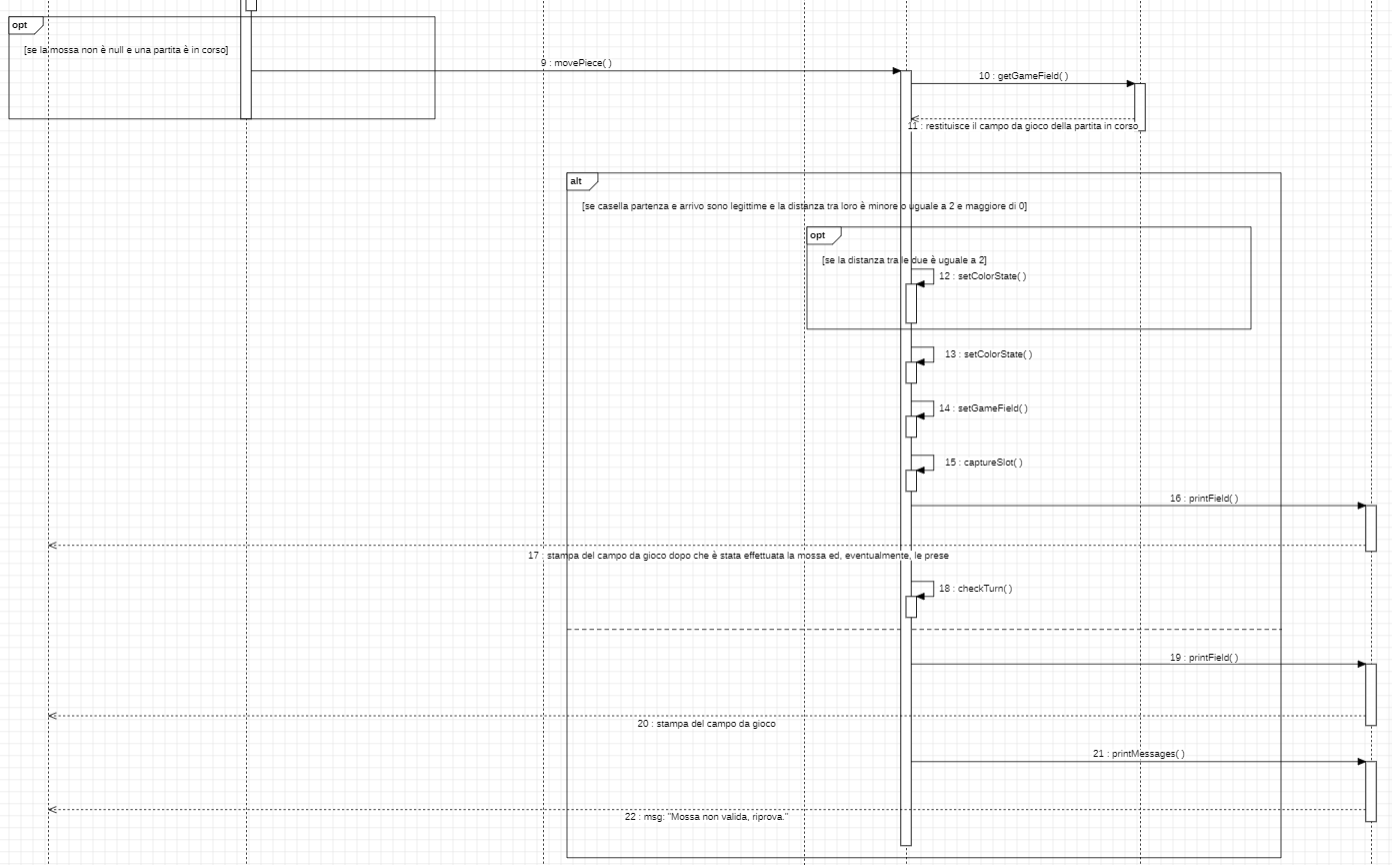 opt
[se la mossa non è null e una partita è in corso]
9 : movePiece( )
10 : getGameField( )
11 : restituisce il campo da gioco della partita in corso
alt
[se casella partenza e arrivo sono legittime e la distanza tra loro è minore o uguale a 2 e maggiore di 0]
opt
[se la distanza tra le due è uguale a 2]
12 : setColorState( )
13 : setColorState( )
14 : setGameField( )
15 : captureSlot( )
16 : printField( )
17 : stampa del campo da gioco dopo che è stata effettuata la mossa ed, eventualmente, le prese
18 : checkTurn( )
19 : printField( )
20 : stampa del campo da gioco
21 : printMessages( )
22 : msg: "Mossa non valida, riprova."